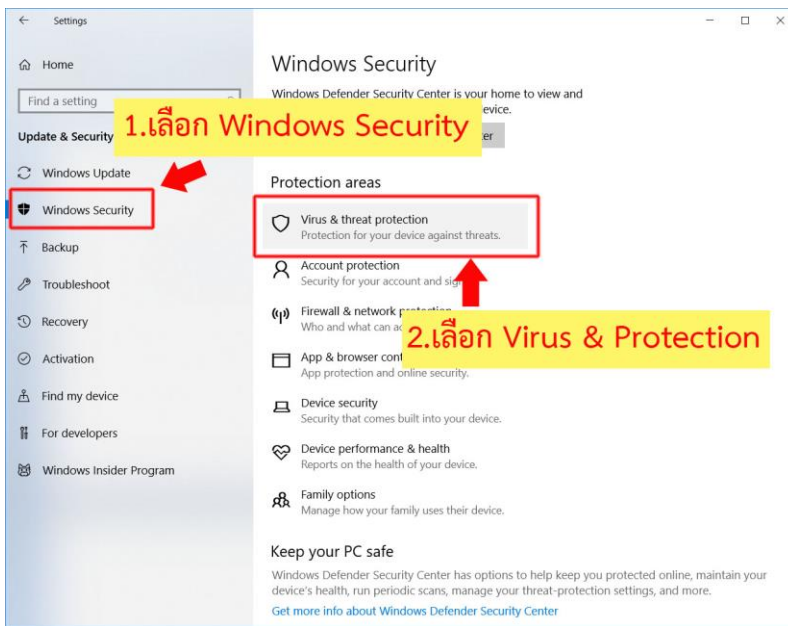 Settings
Home
Find a setting
Update & Security
Windows Update
Windows Security
Backup
Troubleshoot
Recovery
Activation
Find my device
For developers
Windows Insider Program
Windows Security
Windows Defender Security Center is your home to view and
1.เลือก Windows Security
Protection areas
Virus & threat protection
Protection for your device against threats.
Account protection
Security for your account and
Firewall & network
Who and what can
2.เลือก Virus & Protection
App & browser
App protection and online security.
Device security
Security that comes built into your device.
Device performance & health
Reports on the health of your device.
Family options
Manage how your family uses their device.
Keep your PC safe
Windows Defender Security Center has options to help keep you protected online, maintain your
device's health, run periodic scans, manage your threat-protection settings, and more.
Get more info about Windows Defender Security Center